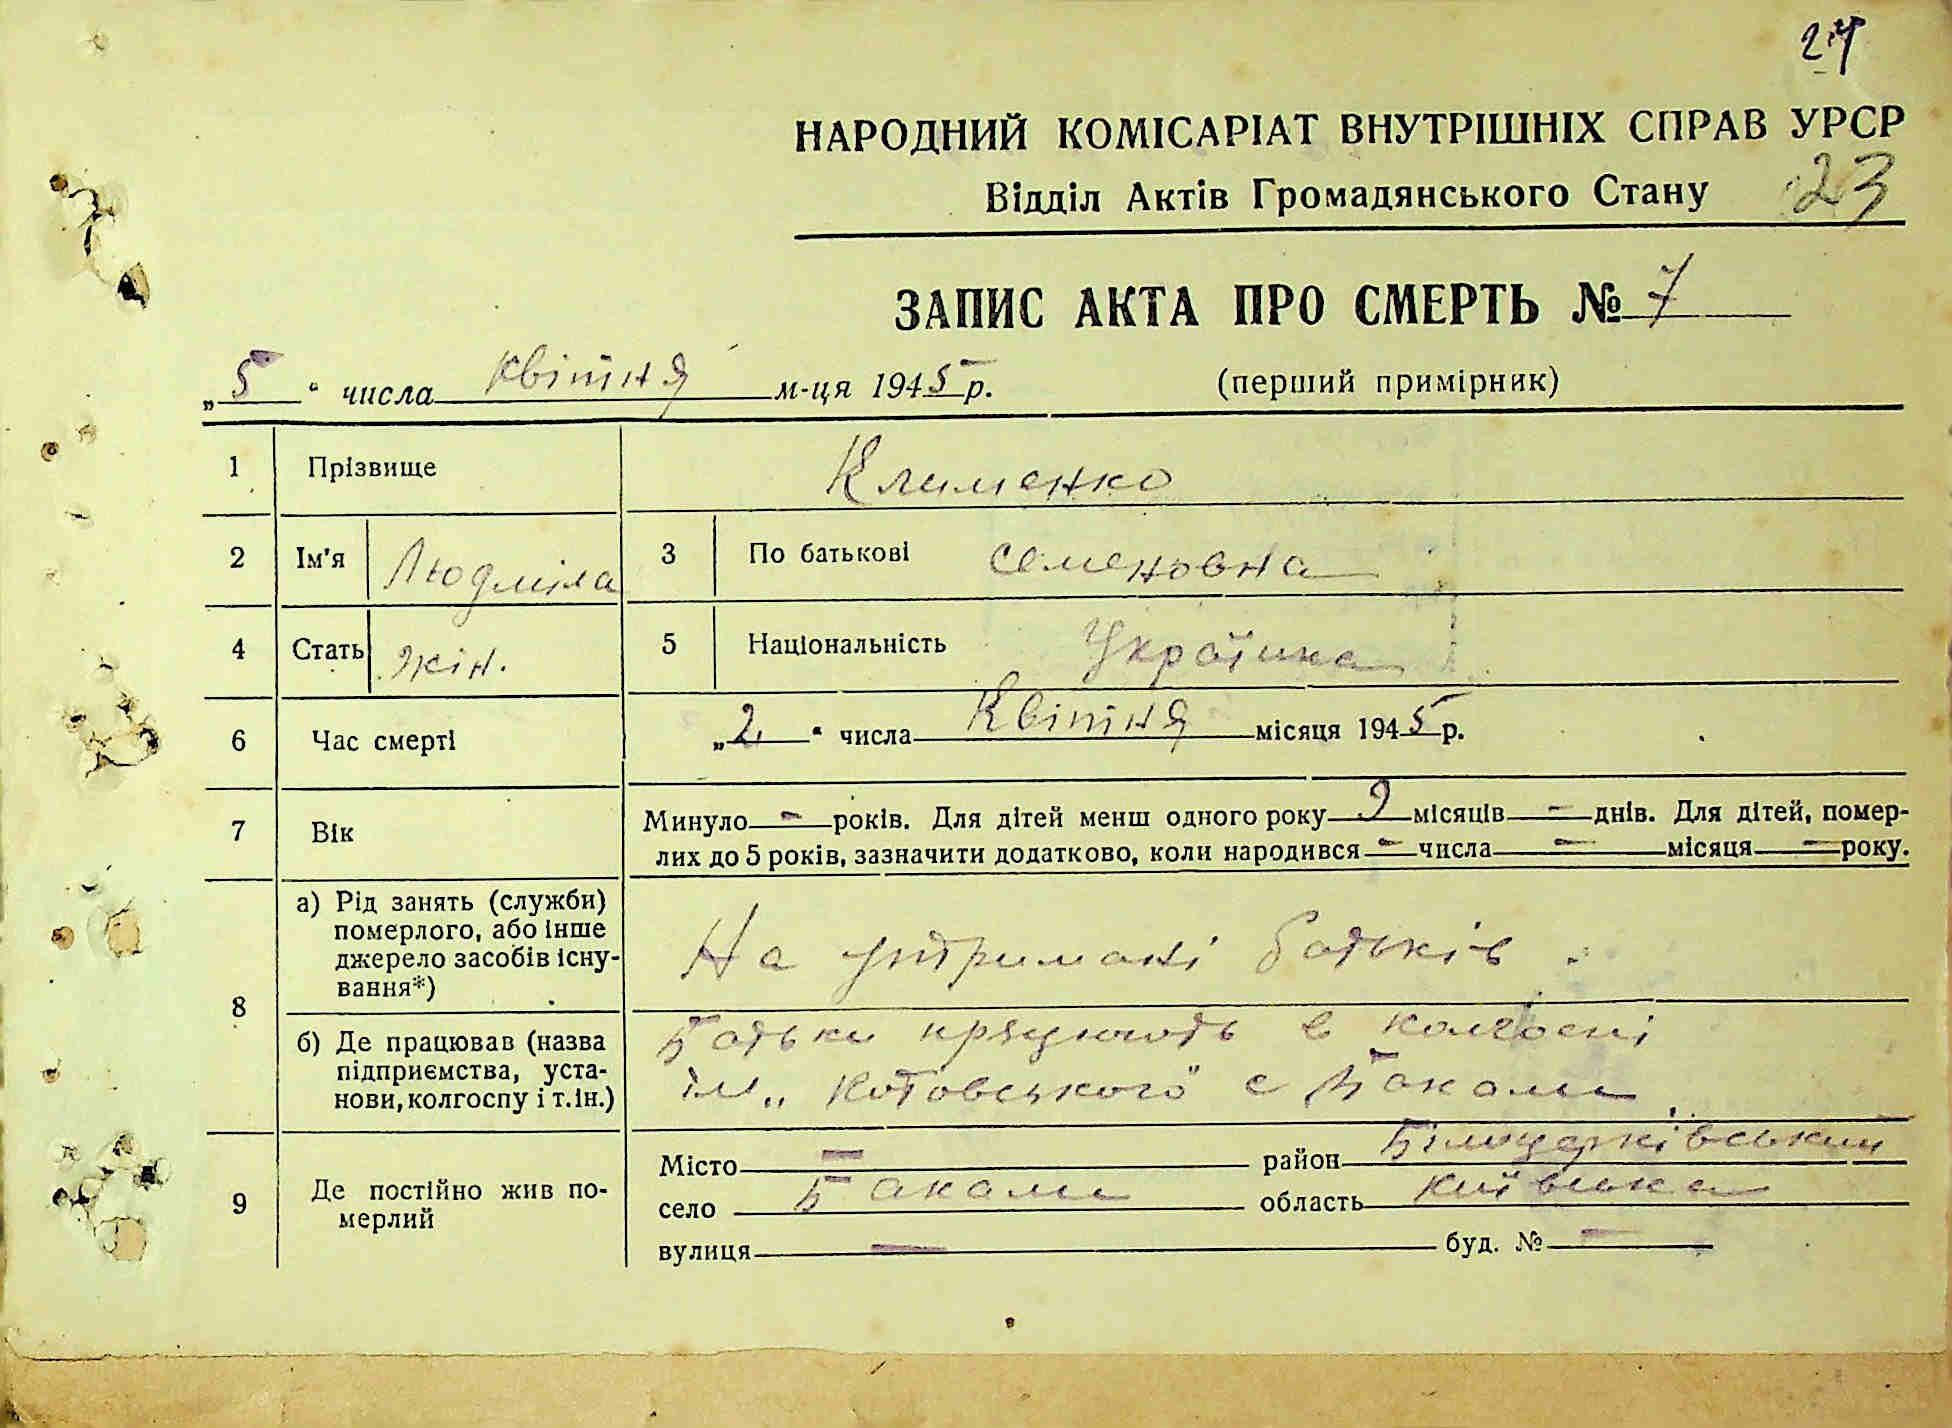 24
НАРОДНИЙ КОМІСАРІАТ ВНУТРІШНІХ СПРАВ УРСР
Відділ Актів Громадянського Стану 23
ЗАПИС АКТА ПРО СМЕРТЬ № 7
„ 5 “ числа Квітня м-ця 1945 р. (перший примірник)
1 Прізвище Клименко
2 Ім'я Людміла 3 По батькові Семеновна
4 Стать жін. 5 Національність Українка
6 Час смерті „ 2 “ числа Квітня місяця 1945 р.
7 Вік Минуло - років. Для дітей менш одного року 9 місяців - днів. Для дітей, помер-
лих до 5 років, зазначити додатково, коли народився - числа - місяця - року.
8 а) Рід занять (служби)
померлого, або інше
джерело засобів існу-
вання*)
На утримані батьків.
б) Де працював (назва
підприємства, уста-
нови, колгоспу і т.ін.)
Батьки працюють в колгоспі
ім „Котовського" с Бакали
9 Де постійно жив по-
мерлий
Місто - район Білоцерківський
село Бакали область Київська
вулиця - буд. № -